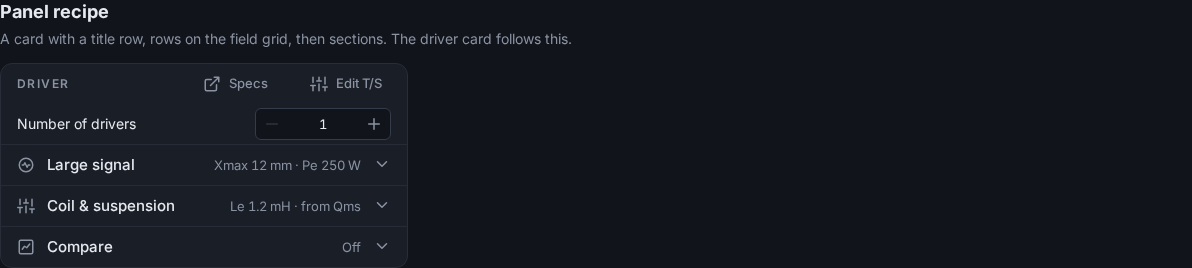 Panel recipe
A card with a title row, rows on the field grid, then sections. The driver card follows this.
DRIVER Specs Edit T/S
Number of drivers 1
Large signal Xmax 12 mm · Pe 250 W
Coil & suspension Le 1.2 mH · from Qms
Compare Off